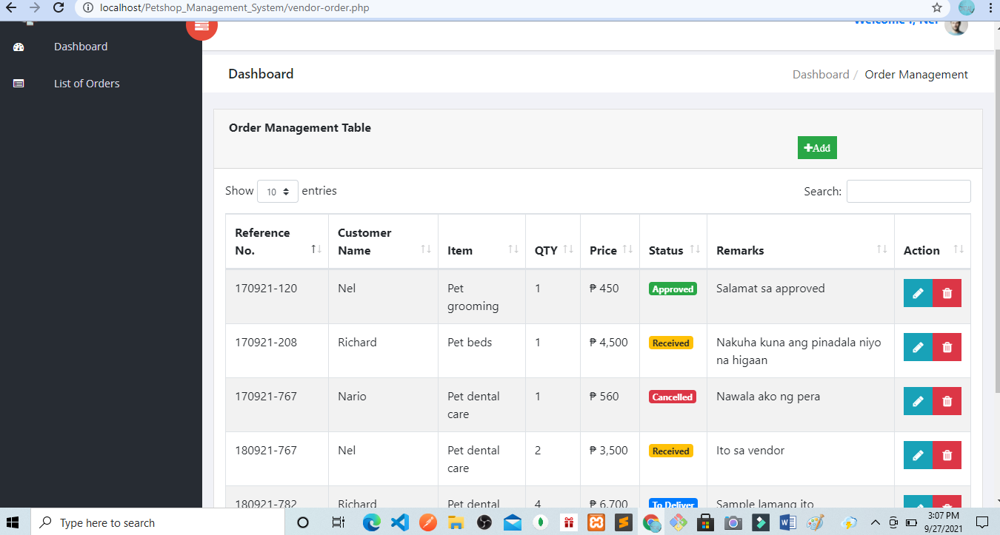 localhost/Petshop_Management_System/vendor-order.php
Welcome !, Nel
Dashboard
List of Orders
Dashboard
Dashboard / Order Management
Order Management Table
Add
Show 10 entries
Search:
Reference No.
Customer Name
Item
QTY
Price
Status
Remarks
Action
170921-120 Nel Pet grooming 1 ₱ 450 Approved Salamat sa approved
170921-208 Richard Pet beds 1 ₱ 4,500 Received Nakuha kuna ang pinadala niyo
na higaan
170921-767 Nario Pet dental care 1 ₱ 560 Cancelled Nawala ako ng pera
180921-767 Nel Pet dental care 2 ₱ 3,500 Received Ito sa vendor
180921-782 Richard Pet dental 4 ₱ 6,700 To Deliver Sample lamang ito
Type here to search
3:07 PM
9/27/2021